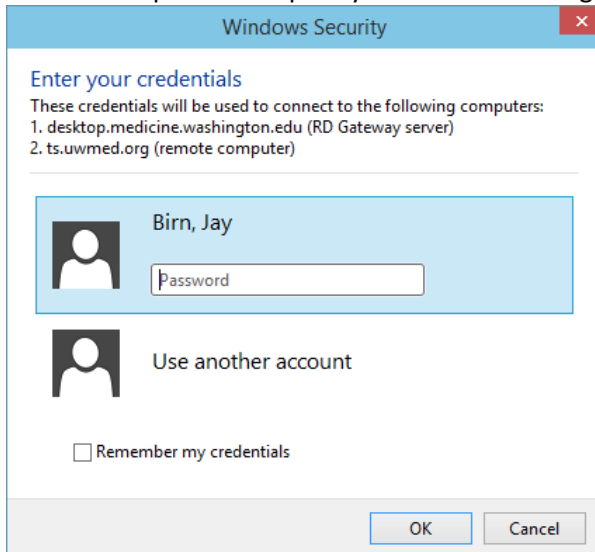 Windows Security
Enter your credentials
These credentials will be used to connect to the following computers:
1. desktop.medicine.washington.edu (RD Gateway server)
2. ts.uwmed.org (remote computer)
Birn, Jay
Password
Use another account
Remember my credentials
OK Cancel